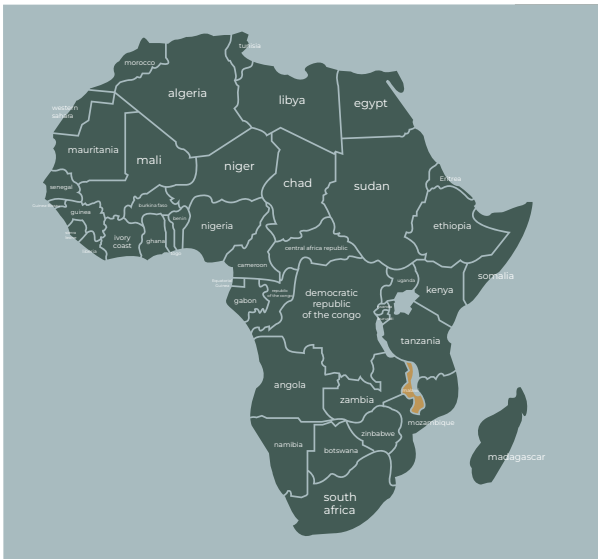 tunisia
morocco
algeria
libya
egypt
western
sahara
mauritania
mali
niger
chad
sudan
Eritrea
senegal
guinea
burkina faso
benin
nigeria
ivory
coast
ghana
togo
ethiopia
central africa republic
cameroon
somalia
uganda
kenya
gabon
republic
of the congo
democratic
republic
of the congo
tanzania
angola
zambia
mozambique
zimbabwe
namibia
botswana
madagascar
south
africa